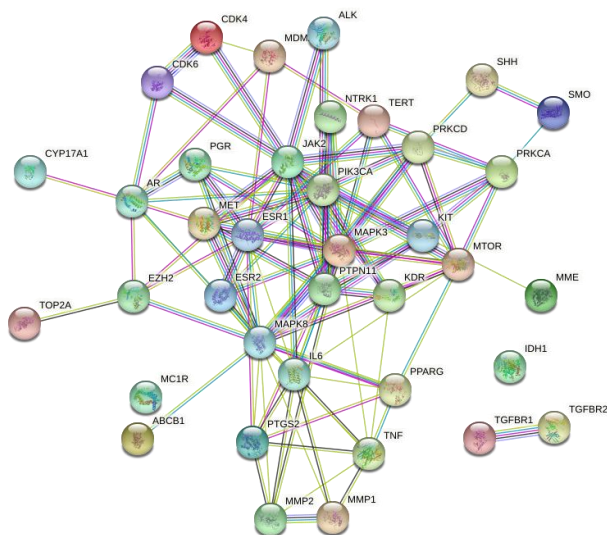 ALK
CDK4
MDM
SHH
CDK6
NTRK1
TERT
SMO
PRKCD
JAK2
PGR
PRKCA
CYP17A1
PIK3CA
AR
MET
ESR1
KIT
MAPK3
MTOR
EZH2
ESR2
PTPN11
KDR
MME
TOP2A
MAPK8
IL6
IDH1
MC1R
PPARG
ABCB1
PTGS2
TGFBR1
TGFBR2
TNF
MMP2
MMP1